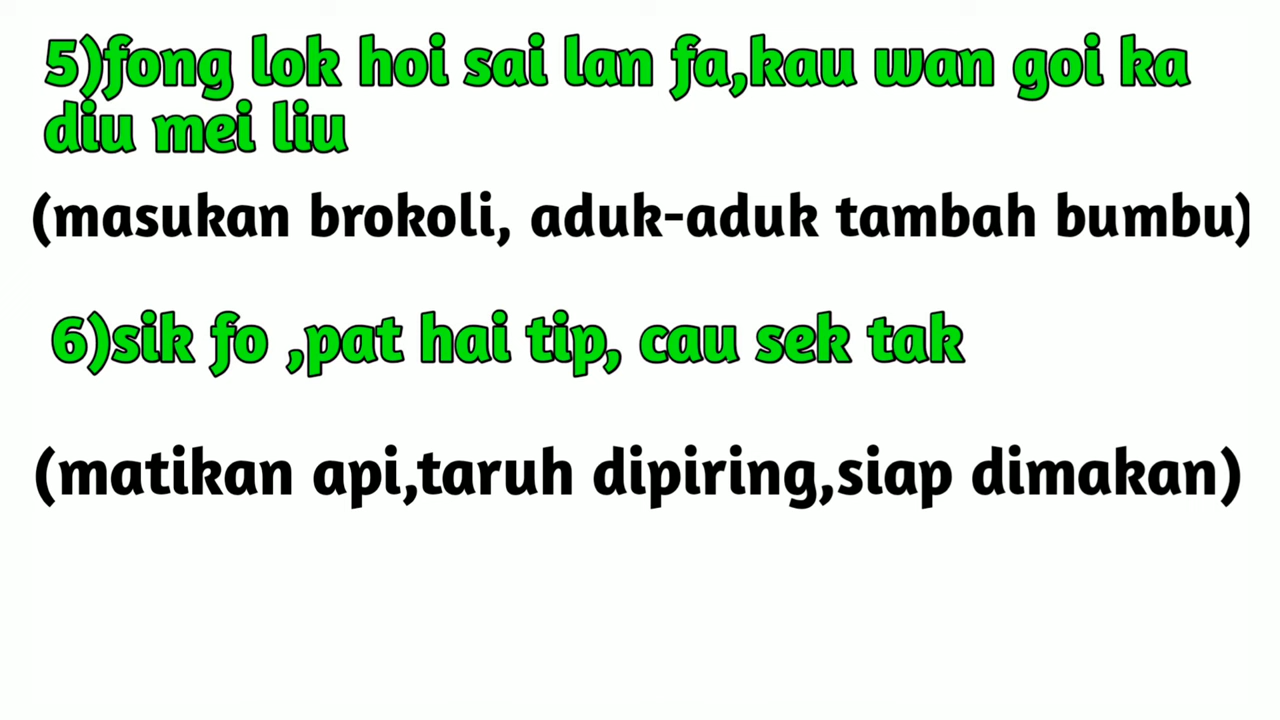 5)fong lok hoi sai lan fa,kau wan goi ka
diu mei liu
(masukan brokoli, aduk-aduk tambah bumbu)
6)sik fo ,pat hai tip, cau sek tak
(matikan api,taruh dipiring,siap dimakan)